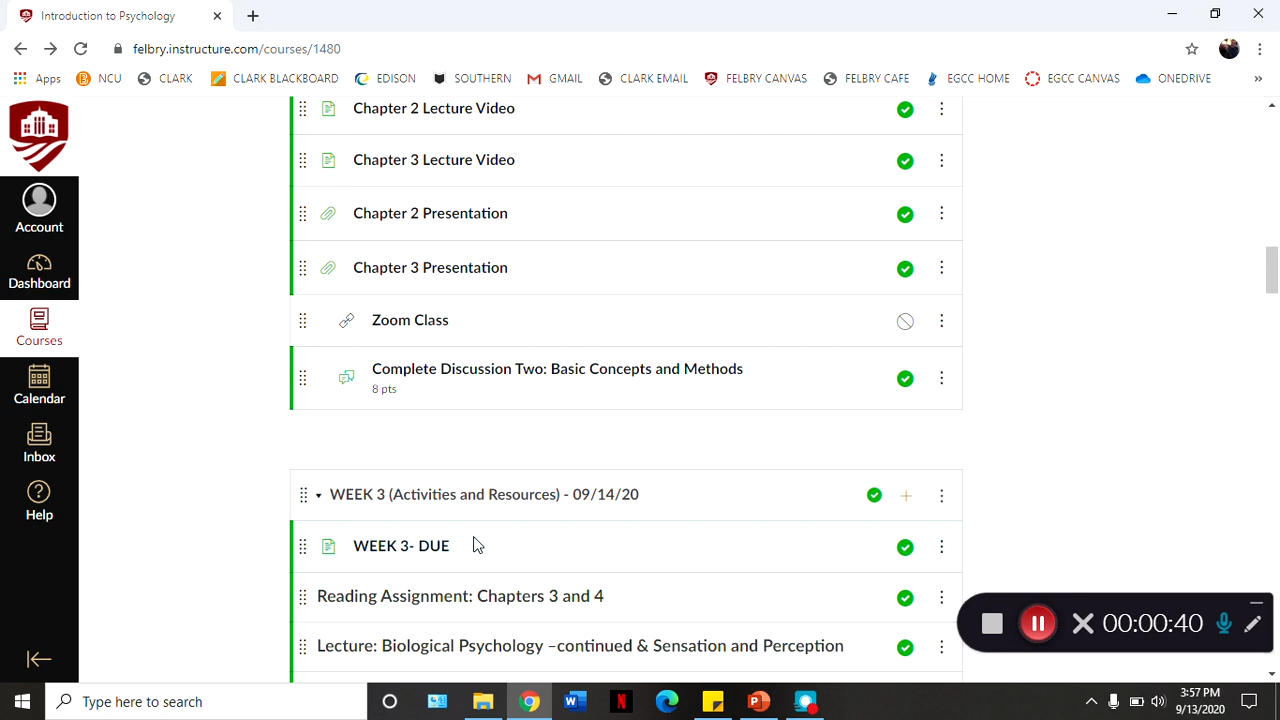 Introduction to Psychology
felbry.instructure.com/courses/1480
Apps NCU CLARK CLARK BLACKBOARD EDISON SOUTHERN GMAIL CLARK EMAIL FELBRY CANVAS FELBRY CAFE EGCC HOME EGCC CANVAS ONEDRIVE »
Account
Dashboard
Courses
Calendar
Inbox
Help
Chapter 2 Lecture Video
Chapter 3 Lecture Video
Chapter 2 Presentation
Chapter 3 Presentation
Zoom Class
Complete Discussion Two: Basic Concepts and Methods
8 pts
WEEK 3 (Activities and Resources) - 09/14/20
WEEK 3- DUE
Reading Assignment: Chapters 3 and 4
Lecture: Biological Psychology –continued & Sensation and Perception
00:00:40
Type here to search
3:57 PM
9/13/2020